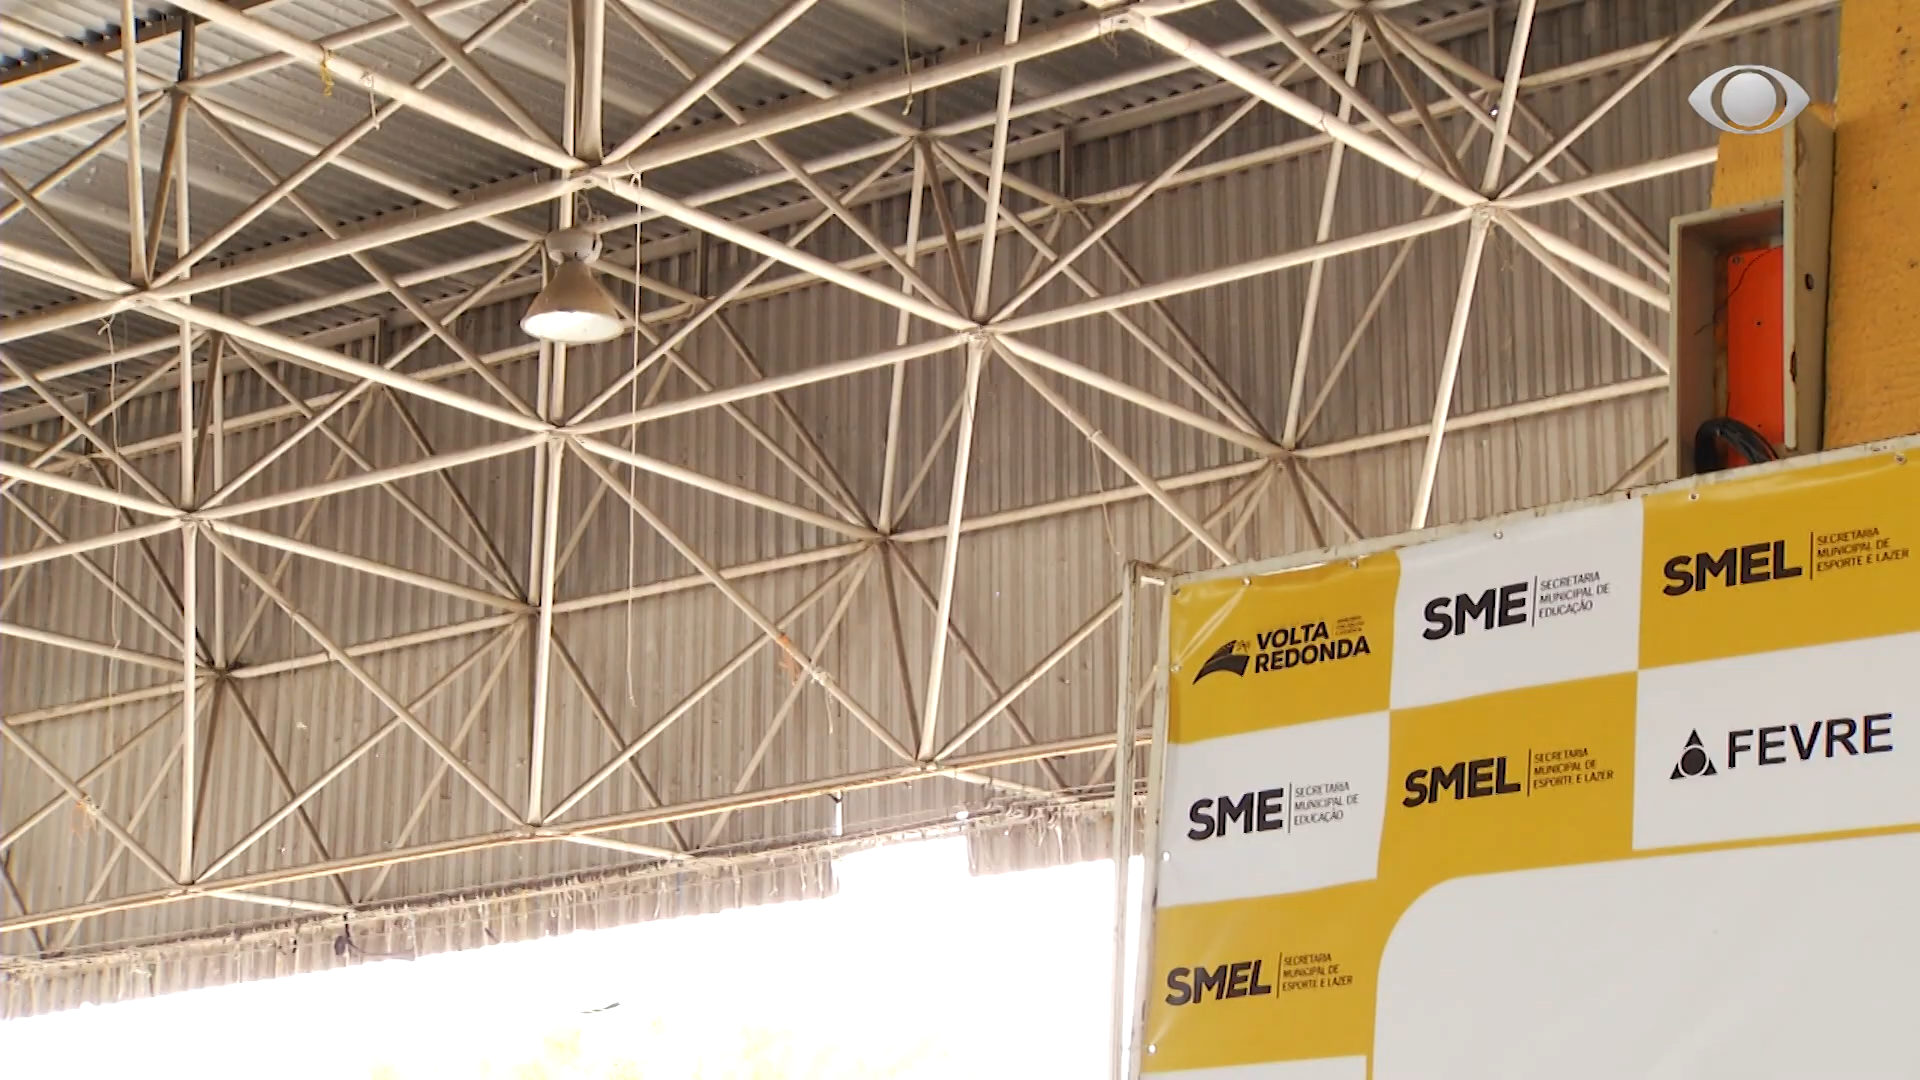 VOLTA
REDONDA
SME
SECRETARIA
MUNICIPAL DE
EDUCAÇÃO
SMEL
SECRETARIA
MUNICIPAL DE
ESPORTE E LAZER
SME
SECRETARIA
MUNICIPAL DE
EDUCAÇÃO
SMEL
SECRETARIA
MUNICIPAL DE
ESPORTE E LAZER
FEVRE
SMEL
SECRETARIA
MUNICIPAL DE
ESPORTE E LAZER